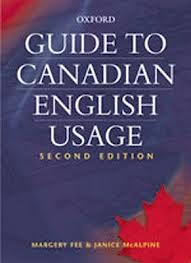 OXFORD
GUIDE TO
CANADIAN
ENGLISH
USAGE
SECOND EDITION
MARGERY FEE & JANICE McALPINE